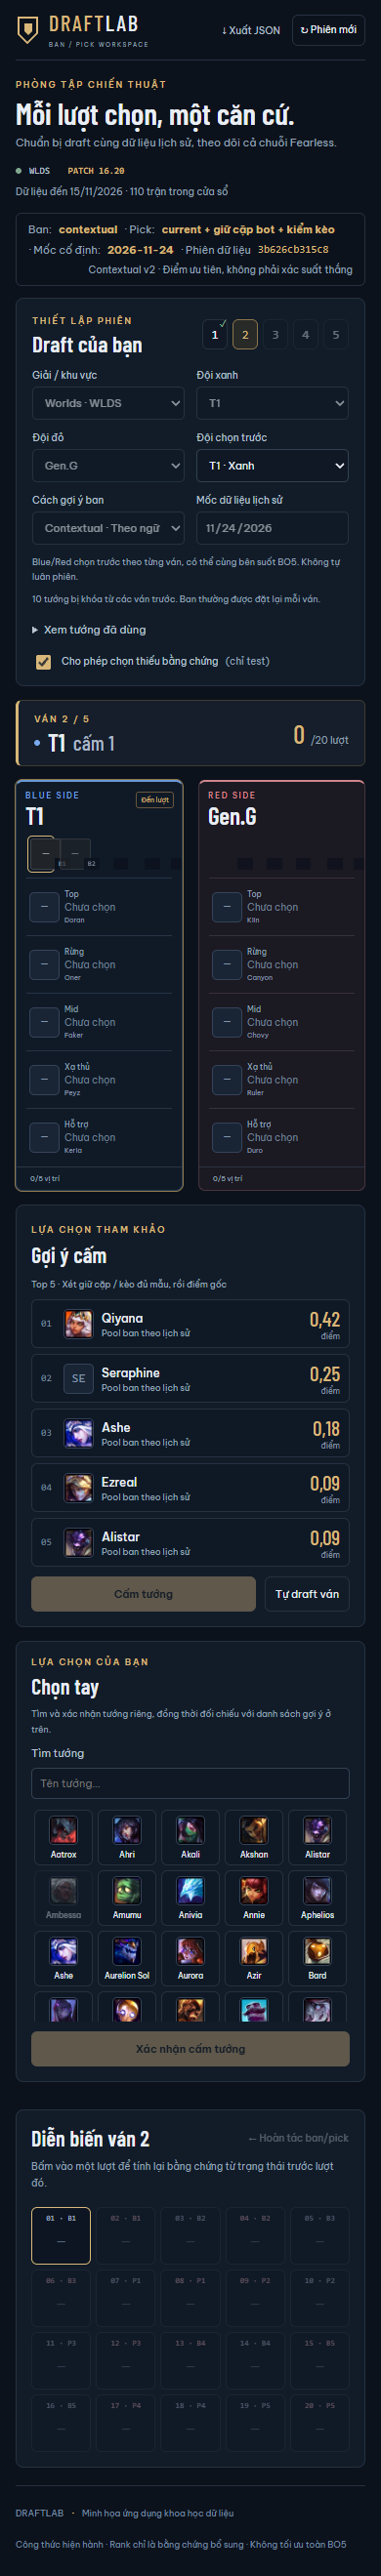 DRAFTLAB
BAN / PICK WORKSPACE
↓ Xuất JSON
↻ Phiên mới
PHÒNG TẬP CHIẾN THUẬT
Mỗi lượt chọn, một căn cứ.
Chuẩn bị draft cùng dữ liệu lịch sử, theo dõi cả chuỗi Fearless.
WLDS PATCH 16.20
Dữ liệu đến 15/11/2026 · 110 trận trong cửa sổ
Ban: contextual · Pick: current + giữ cặp bot + kiểm kèo
· Mốc cố định: 2026-11-24 · Phiên dữ liệu 3b626cb315c8
Contextual v2 · Điểm ưu tiên, không phải xác suất thắng
THIẾT LẬP PHIÊN
Draft của bạn
1 ✓ 2 3 4 5
Giải / khu vực
Worlds · WLDS
Đội xanh
T1
Đội đỏ
Gen.G
Đội chọn trước
T1 · Xanh
Cách gợi ý ban
Contextual · Theo ngữ
Mốc dữ liệu lịch sử
11/24/2026
Blue/Red chọn trước theo từng ván, có thể cùng bên suốt BO5. Không tự
luân phiên.
10 tướng bị khóa từ các ván trước. Ban thường được đặt lại mỗi ván.
▶ Xem tướng đã dùng
Cho phép chọn thiếu bằng chứng (chỉ test)
VÁN 2 / 5
T1 cấm 1
0 /20 lượt
BLUE SIDE
Đến lượt
T1
— B1 — B2
— Top
Chưa chọn
Doran
— Rừng
Chưa chọn
Oner
— Mid
Chưa chọn
Faker
— Xạ thủ
Chưa chọn
Peyz
— Hỗ trợ
Chưa chọn
Keria
0/5 vị trí
RED SIDE
Gen.G
— Top
Chưa chọn
Kiin
— Rừng
Chưa chọn
Canyon
— Mid
Chưa chọn
Chovy
— Xạ thủ
Chưa chọn
Ruler
— Hỗ trợ
Chưa chọn
Duro
0/5 vị trí
LỰA CHỌN THAM KHẢO
Gợi ý cấm
Top 5 · Xét giữ cặp / kèo đủ mẫu, rồi điểm gốc
01 Qiyana 0,42
Pool ban theo lịch sử điểm
02 SE Seraphine 0,25
Pool ban theo lịch sử điểm
03 Ashe 0,18
Pool ban theo lịch sử điểm
04 Ezreal 0,09
Pool ban theo lịch sử điểm
05 Alistar 0,09
Pool ban theo lịch sử điểm
Cấm tướng
Tự draft ván
LỰA CHỌN CỦA BẠN
Chọn tay
Tìm và xác nhận tướng riêng, đồng thời đối chiếu với danh sách gợi ý ở
trên.
Tìm tướng
Tên tướng...
Aatrox Ahri Akali Akshan Alistar
Ambessa Amumu Anivia Annie Aphelios
Ashe Aurelion Sol Aurora Azir Bard
Xác nhận cấm tướng
Diễn biến ván 2
← Hoàn tác ban/pick
Bấm vào một lượt để tính lại bằng chứng từ trạng thái trước lượt
đó.
01 · B1 02 · B1 03 · B2 04 · B2 05 · B3
— — — — —
06 · B3 07 · P1 08 · P1 09 · P2 10 · P2
— — — — —
11 · P3 12 · P3 13 · B4 14 · B4 15 · B5
— — — — —
16 · B5 17 · P4 18 · P4 19 · P5 20 · P5
— — — — —
DRAFTLAB • Minh họa ứng dụng khoa học dữ liệu
Công thức hiện hành · Rank chỉ là bằng chứng bổ sung · Không tối ưu toàn BO5